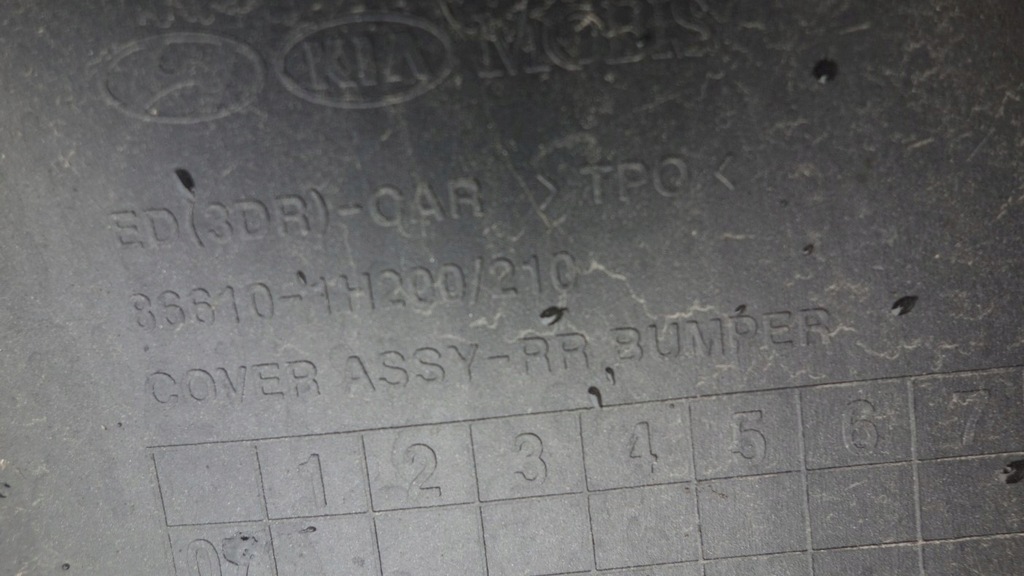 KIA MOBIS
ED(3DR)-CAR >TPO<
86610-1H200/210
COVER ASSY-RR BUMPER
1 2 3 4 5 6 7
07